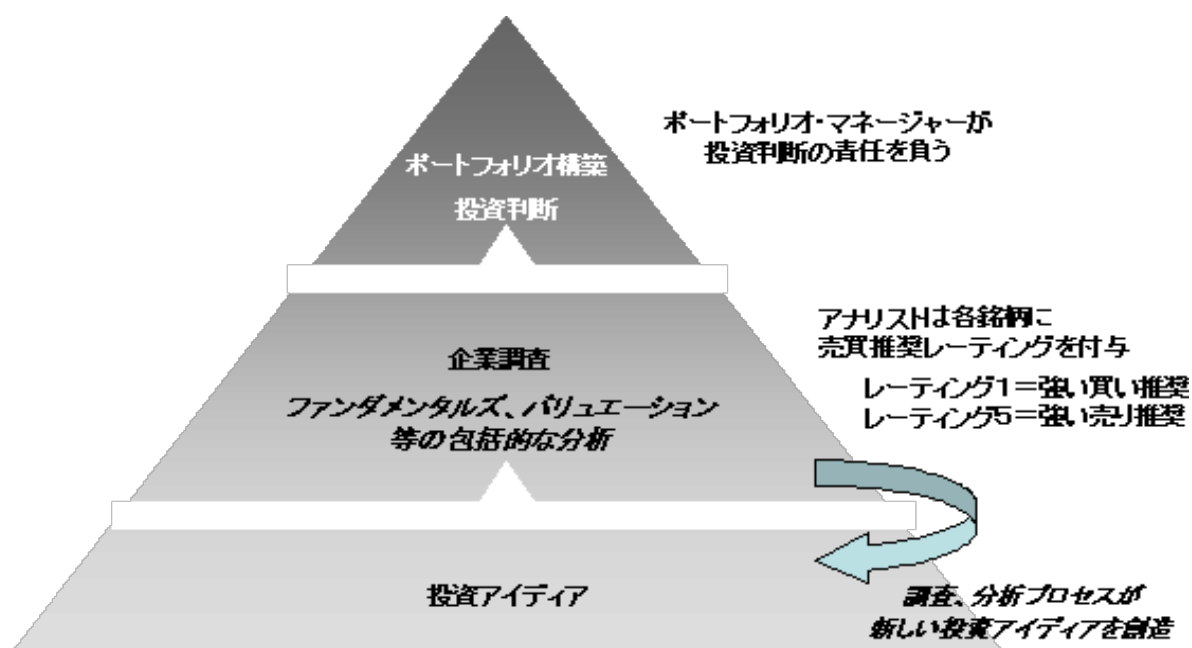 ポートフォリオ・マネージャーが
投資判断の責任を負う
ポートフォリオ構築
投資判断
アナリストは各銘柄に
売買推奨レーティングを付与
レーティング1=強い買い推奨
レーティング5=強い売り推奨
企業調査
ファンダメンタルズ、バリュエーション
等の包括的な分析
投資アイディア
調査、分析プロセスが
新しい投資アイディアを創造